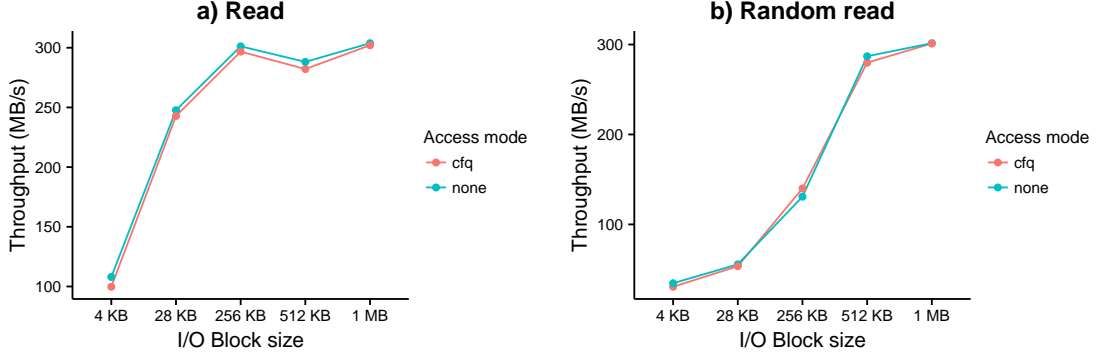 a) Read
300
250
200
150
100
Throughput (MB/s)
4 KB 28 KB 256 KB 512 KB 1 MB
I/O Block size
Access mode
cfq
none
b) Random read
300
200
100
Throughput (MB/s)
4 KB 28 KB 256 KB 512 KB 1 MB
I/O Block size
Access mode
cfq
none